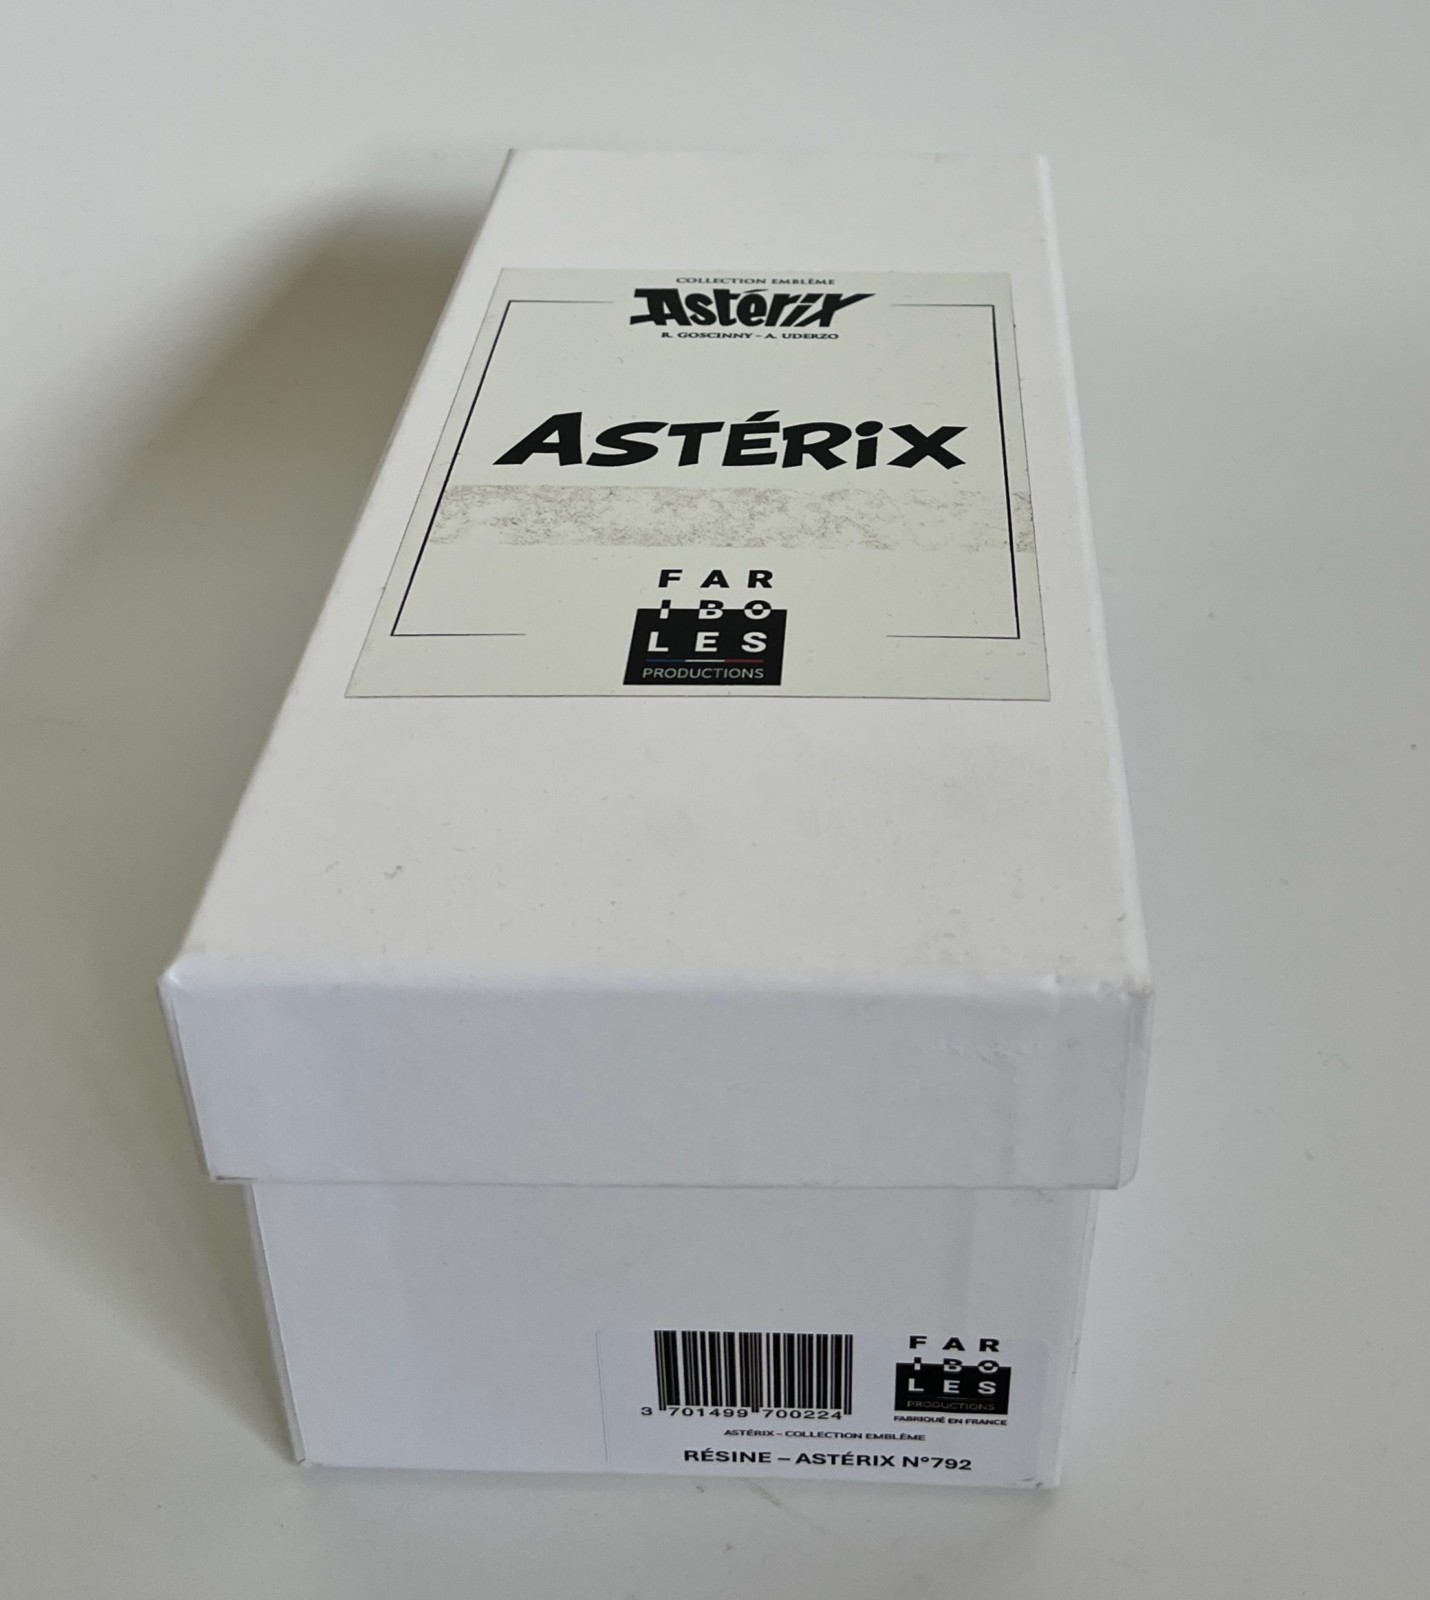 COLLECTION EMBLÈME
Astérix
R. GOSCINNY - A. UDERZO
ASTÉRiX
FAR
IBO
LES
PRODUCTIONS
3 701499 700224
FAR
IBO
LES
PRODUCTIONS
FABRIQUÉ EN FRANCE
ASTÉRIX – COLLECTION EMBLÈME
RÉSINE – ASTÉRIX N°792